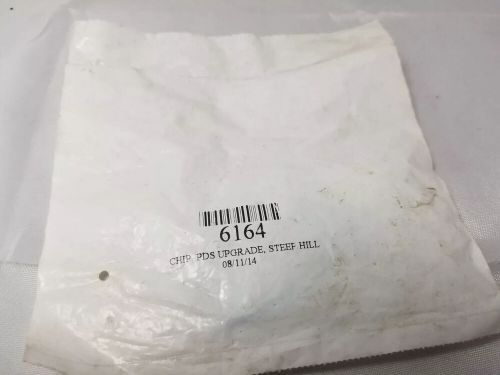 6164
CHIP, PDS UPGRADE, STEEP HILL
08/11/14